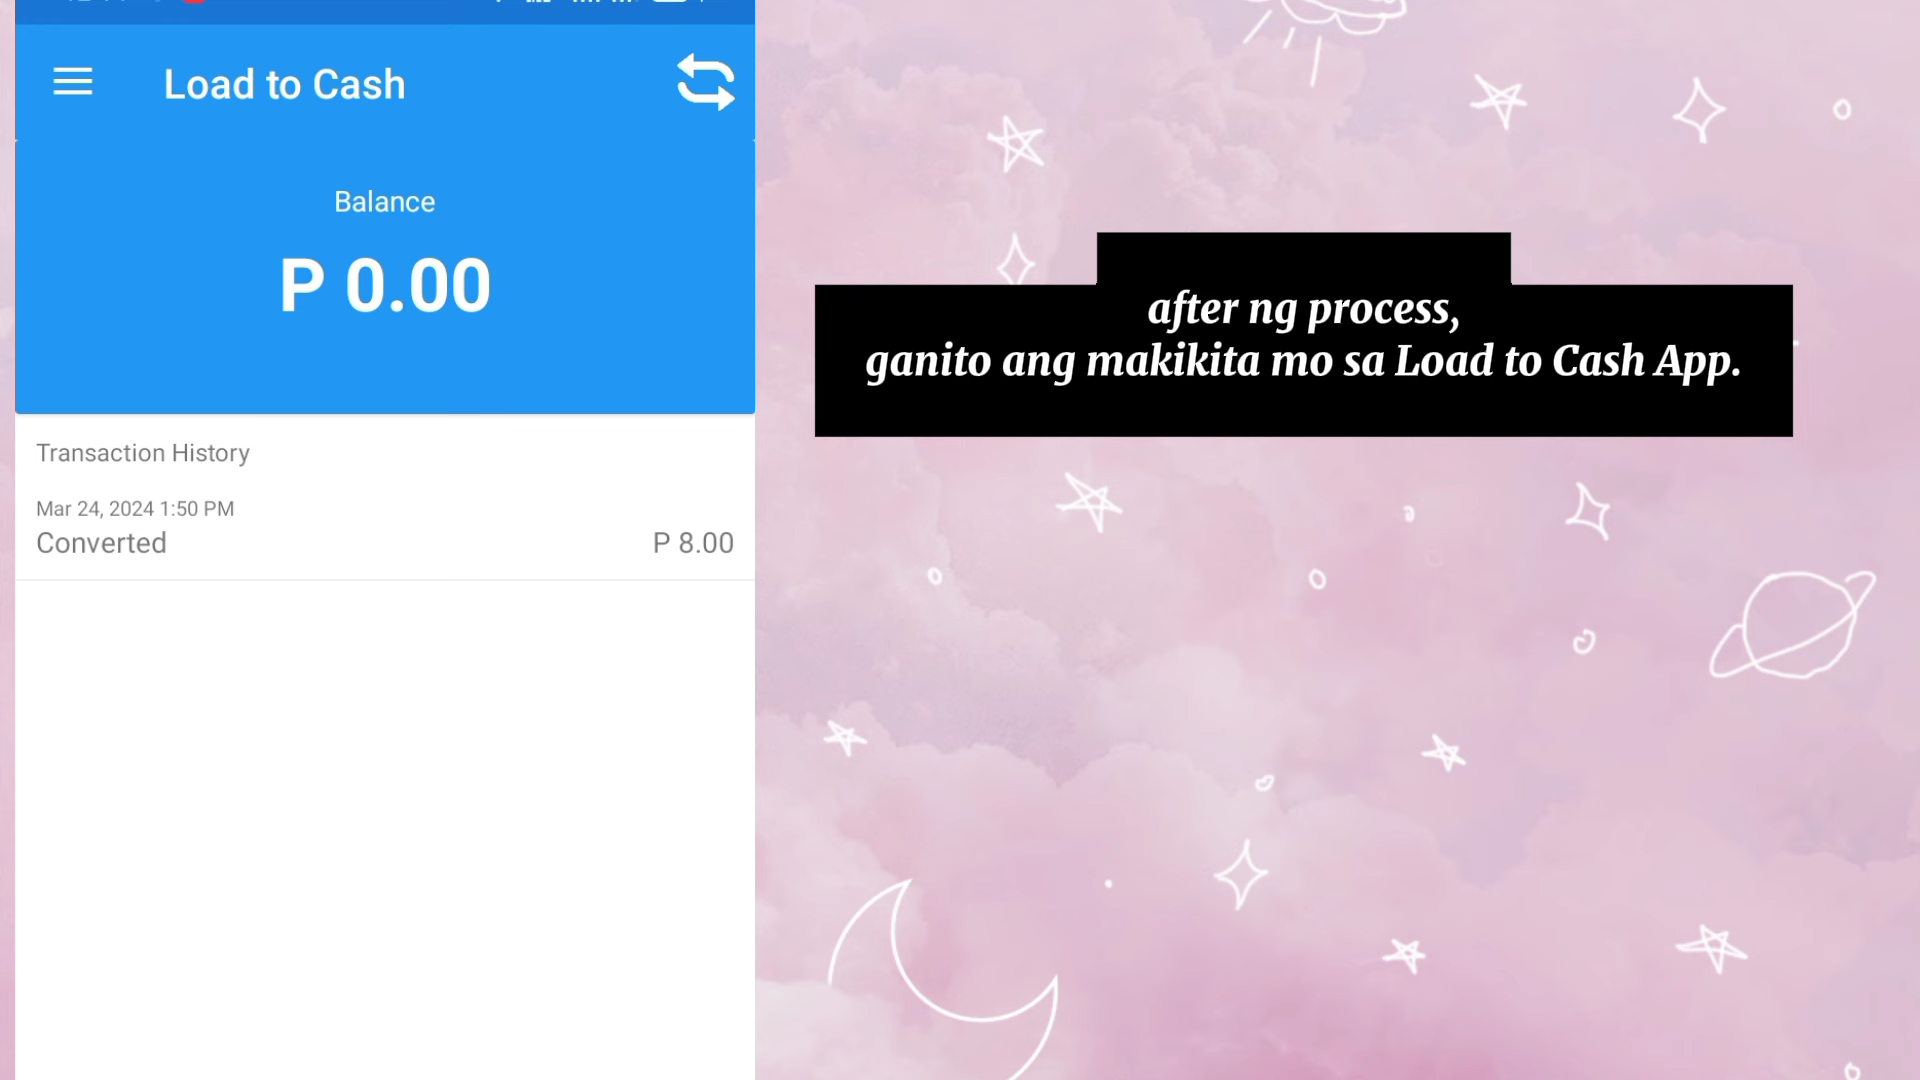 Load to Cash
Balance
P 0.00
Transaction History
Mar 24, 2024 1:50 PM
Converted P 8.00
after ng process,
ganito ang makikita mo sa Load to Cash App.